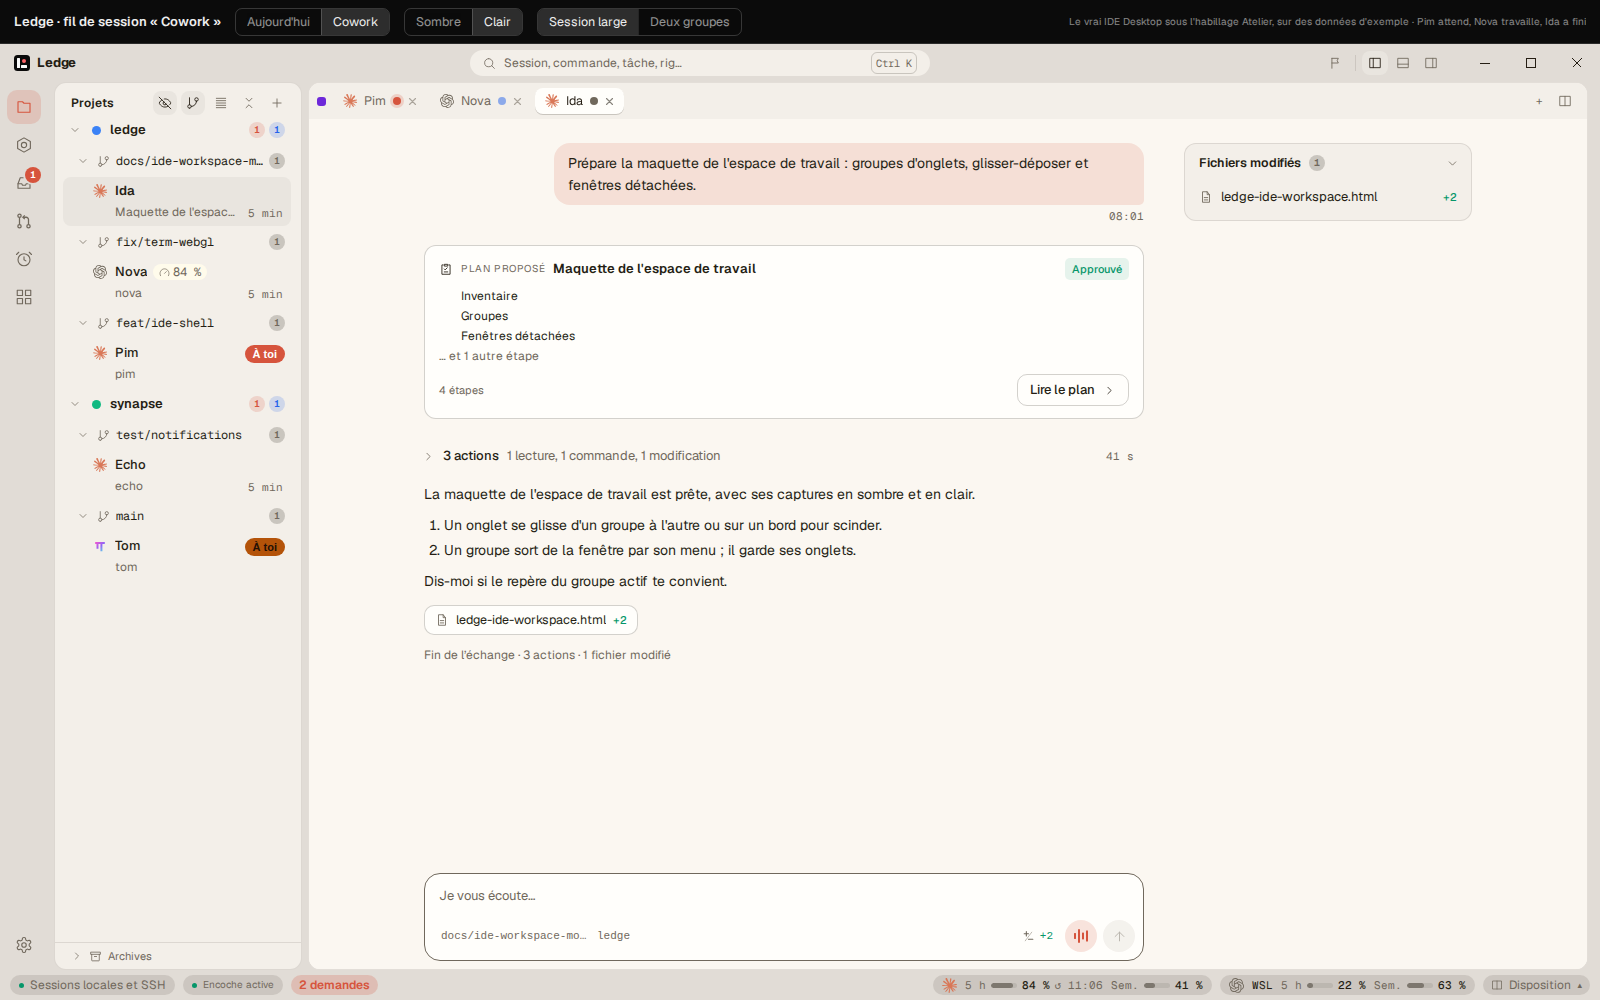 Ledge · fil de session « Cowork »
Aujourd'hui
Cowork
Sombre
Clair
Session large
Deux groupes
Le vrai IDE Desktop sous l'habillage Atelier, sur des données d'exemple · Pim attend, Nova travaille, Ida a fini
Ledge
Session, commande, tâche, rig…
Ctrl K
1
Projets
ledge
1
1
docs/ide-workspace-m…
1
Ida
Maquette de l'espac…
5 min
fix/term-webgl
1
Nova
84 %
nova
5 min
feat/ide-shell
1
Pim
À toi
pim
synapse
1
1
test/notifications
1
Echo
echo
5 min
main
1
Tom
À toi
tom
Archives
Pim
Nova
Ida
Prépare la maquette de l'espace de travail : groupes d'onglets, glisser-déposer et
fenêtres détachées.
08:01
PLAN PROPOSÉ
Maquette de l'espace de travail
Approuvé
Inventaire
Groupes
Fenêtres détachées
… et 1 autre étape
4 étapes
Lire le plan
3 actions
1 lecture, 1 commande, 1 modification
41 s
La maquette de l'espace de travail est prête, avec ses captures en sombre et en clair.
1. Un onglet se glisse d'un groupe à l'autre ou sur un bord pour scinder.
2. Un groupe sort de la fenêtre par son menu ; il garde ses onglets.
Dis-moi si le repère du groupe actif te convient.
ledge-ide-workspace.html +2
Fin de l'échange · 3 actions · 1 fichier modifié
Fichiers modifiés
1
ledge-ide-workspace.html
+2
Je vous écoute…
docs/ide-workspace-mo…
ledge
+2
Sessions locales et SSH
Encoche active
2 demandes
5 h
84 %
↺ 11:06
Sem.
41 %
WSL
5 h
22 %
Sem.
63 %
Disposition